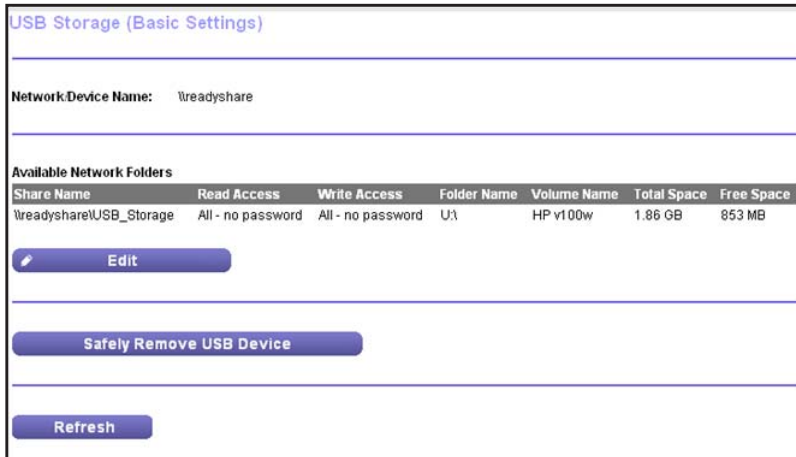 USB Storage (Basic Settings)
Network/Device Name: \\readyshare
Available Network Folders
Share Name Read Access Write Access Folder Name Volume Name Total Space Free Space
\\readyshare\USB_Storage All - no password All - no password U:\ HP v100w 1.86 GB 853 MB
Edit
Safely Remove USB Device
Refresh